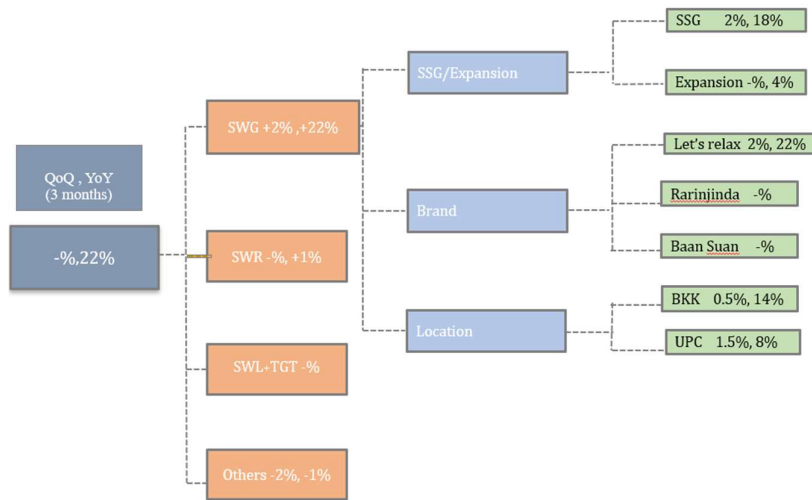 QoQ , YoY
(3 months)
-%,22%
SWG +2% ,+22%
SWR -%, +1%
SWL+TGT -%
Others -2%, -1%
SSG/Expansion
Brand
Location
SSG 2%, 18%
Expansion -%, 4%
Let's relax 2%, 22%
Rarinjinda -%
Baan Suan -%
BKK 0.5%, 14%
UPC 1.5%, 8%